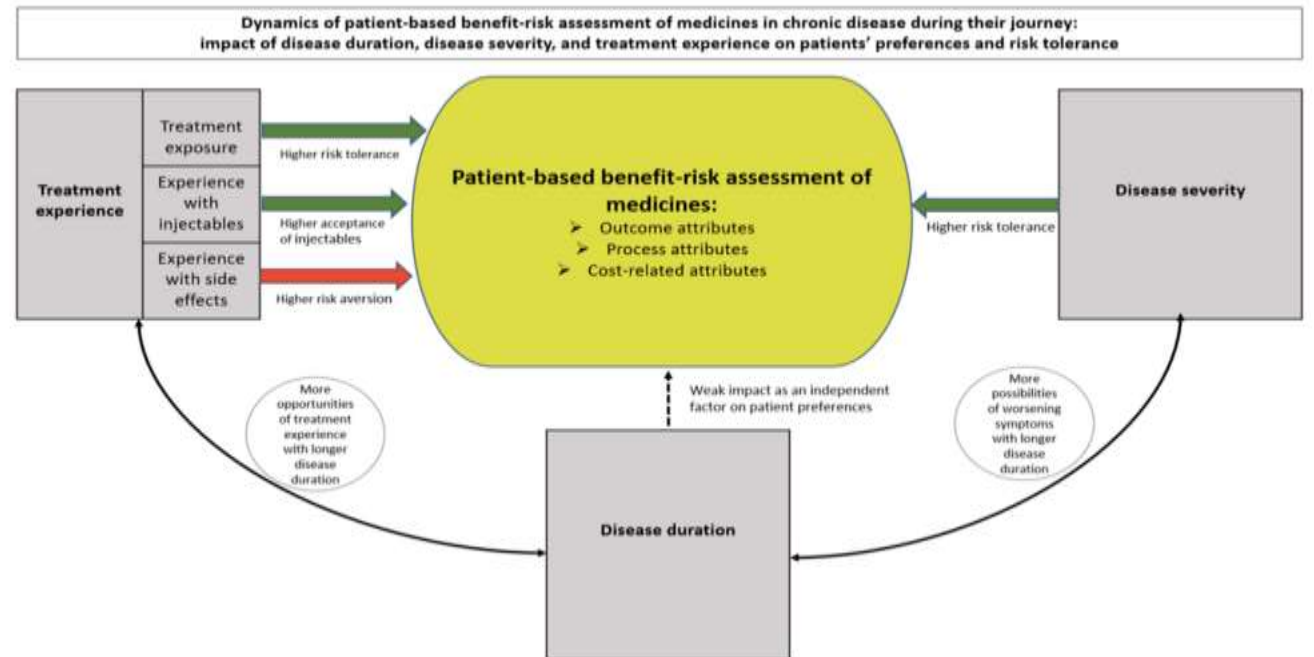 Dynamics of patient-based benefit-risk assessment of medicines in chronic disease during their journey:
impact of disease duration, disease severity, and treatment experience on patients' preferences and risk tolerance
Treatment
experience
Treatment
exposure
Experience
with
injectables
Experience
with side
effects
Higher risk tolerance
Higher acceptance
of injectables
Higher risk aversion
Patient-based benefit-risk assessment of
medicines:
➢ Outcome attributes
➢ Process attributes
➢ Cost-related attributes
Higher risk tolerance
Disease severity
More
opportunities
of treatment
experience
with longer
disease
duration
Weak impact as an independent
factor on patient preferences
More
possibilities
of worsening
symptoms
with longer
disease
duration
Disease duration